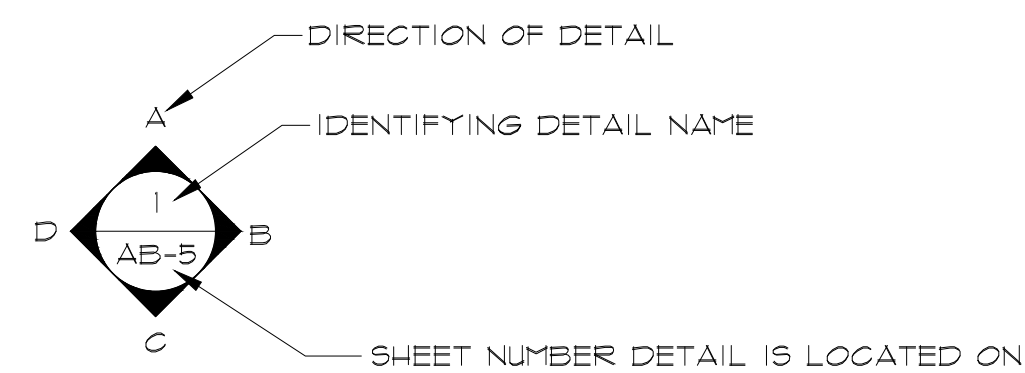 DIRECTION OF DETAIL
A
IDENTIFYING DETAIL NAME
1
D
B
AB-5
C
SHEET NUMBER DETAIL IS LOCATED ON